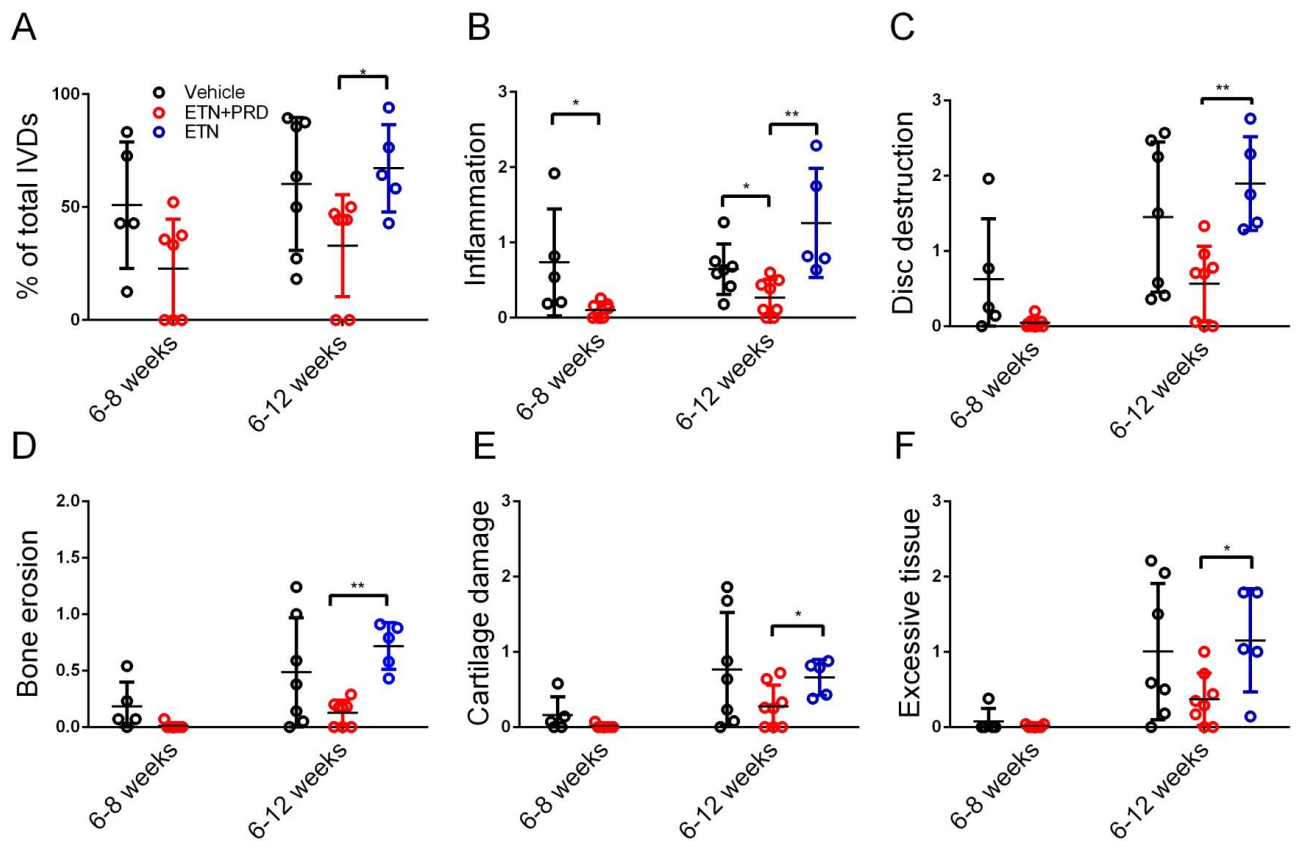 A
B
C
Vehicle
ETN+PRD
ETN
*
% of total IVDs
100
50
0
6-8 weeks
6-12 weeks
*
*
**
Inflammation
3
2
1
0
6-8 weeks
6-12 weeks
**
Disc destruction
3
2
1
0
6-8 weeks
6-12 weeks
D
E
F
**
Bone erosion
2.0
1.5
1.0
0.5
0.0
6-8 weeks
6-12 weeks
*
Cartilage damage
3
2
1
0
6-8 weeks
6-12 weeks
*
Excessive tissue
3
2
1
0
6-8 weeks
6-12 weeks